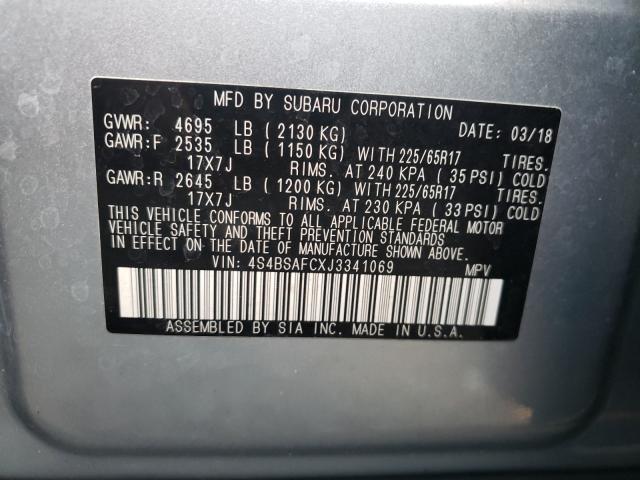 MFD BY SUBARU CORPORATION
GVWR: 4695 LB ( 2130 KG) DATE: 03/18
GAWR:F 2535 LB ( 1150 KG) WITH 225/65R17 TIRES.
17X7J RIMS. AT 240 KPA ( 35 PSI) COLD
GAWR:R 2645 LB ( 1200 KG) WITH 225/65R17 TIRES.
17X7J RIMS. AT 230 KPA ( 33 PSI) COLD
THIS VEHICLE CONFORMS TO ALL APPLICABLE FEDERAL MOTOR
VEHICLE SAFETY AND THEFT PREVENTION STANDARDS
IN EFFECT ON THE DATE OF MANUFACTURE SHOWN ABOVE.
VIN: 4S4BSAFCXJ3341069 MPV
ASSEMBLED BY SIA INC. MADE IN U.S.A.